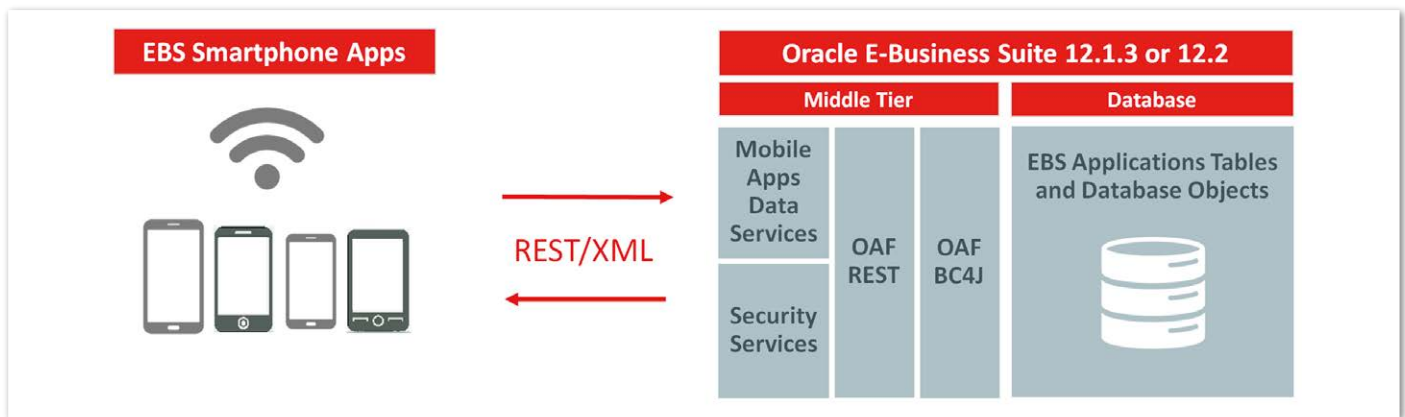 EBS Smartphone Apps
REST/XML
Oracle E-Business Suite 12.1.3 or 12.2
Middle Tier
Database
Mobile
Apps
Data
Services
Security
Services
OAF
REST
OAF
BC4J
EBS Applications Tables
and Database Objects